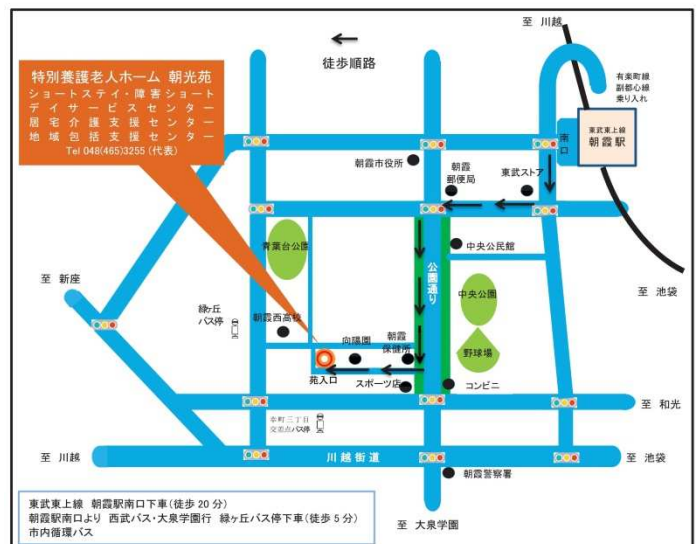 至 川越
徒歩順路
有楽町線
副都心線
乗り入れ
特別養護老人ホーム 朝光苑
ショートステイ・障害ショート
デイサービスセンター
居宅介護支援センター
地域包括支援センター
Tel 048(465)3255 (代表)
東武東上線
朝霞駅
南口
朝霞市役所
朝霞
郵便局
東武ストア
青葉台公園
中央公民館
公園通り
至 新座
中央公園
至 池袋
緑ヶ丘
バス停
朝霞西高校
向陽園
朝霞
保健所
野球場
苑入口
スポーツ店
コンビニ
至 和光
幸町三丁目
交差点バス停
至 川越
川越街道
至 池袋
朝霞警察署
東武東上線 朝霞駅南口下車(徒歩20分)
朝霞駅南口より 西武バス・大泉学園行 緑ヶ丘バス停下車(徒歩5分)
市内循環バス
至 大泉学園